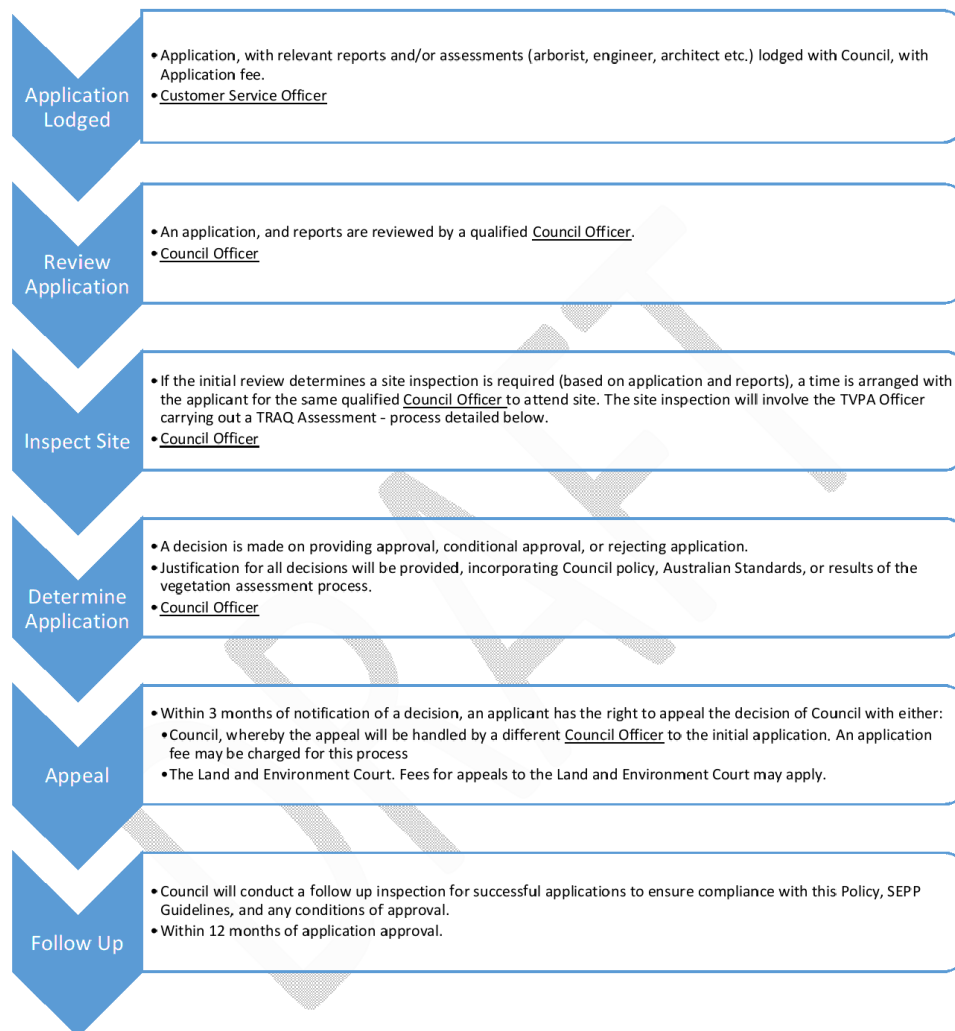 Application
Lodged
•Application, with relevant reports and/or assessments (arborist, engineer, architect etc.) lodged with Council, with
Application fee.
•Customer Service Officer
Review
Application
•An application, and reports are reviewed by a qualified Council Officer.
•Council Officer
Inspect Site
•If the initial review determines a site inspection is required (based on application and reports), a time is arranged with
the applicant for the same qualified Council Officer to attend site. The site inspection will involve the TVPA Officer
carrying out a TRAQ Assessment - process detailed below.
•Council Officer
Determine
Application
•A decision is made on providing approval, conditional approval, or rejecting application.
•Justification for all decisions will be provided, incorporating Council policy, Australian Standards, or results of the
vegetation assessment process.
•Council Officer
Appeal
•Within 3 months of notification of a decision, an applicant has the right to appeal the decision of Council with either:
•Council, whereby the appeal will be handled by a different Council Officer to the initial application. An application
fee may be charged for this process
•The Land and Environment Court. Fees for appeals to the Land and Environment Court may apply.
Follow Up
•Council will conduct a follow up inspection for successful applications to ensure compliance with this Policy, SEPP
Guidelines, and any conditions of approval.
•Within 12 months of application approval.
DRAFT